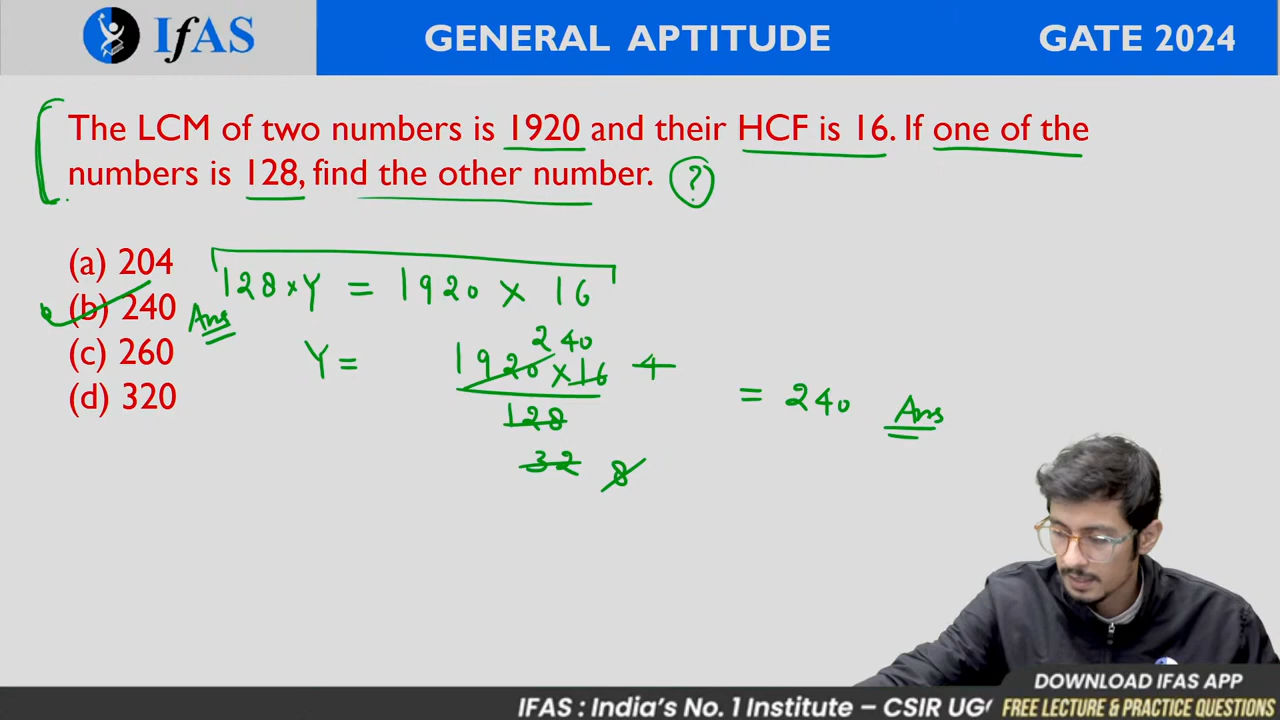 IfAS GENERAL APTITUDE GATE 2024
The LCM of two numbers is 1920 and their HCF is 16. If one of the
numbers is 128, find the other number. ?
(a) 204
128 × Y = 1920 × 16
(b) 240 Ans
240
Y = 1920 × 16 4
(c) 260
(d) 320
= 240 Ans
128
32 8
DOWNLOAD IFAS APP
IFAS : India's No. 1 Institute – CSIR UG
FREE LECTURE & PRACTICE QUESTIONS